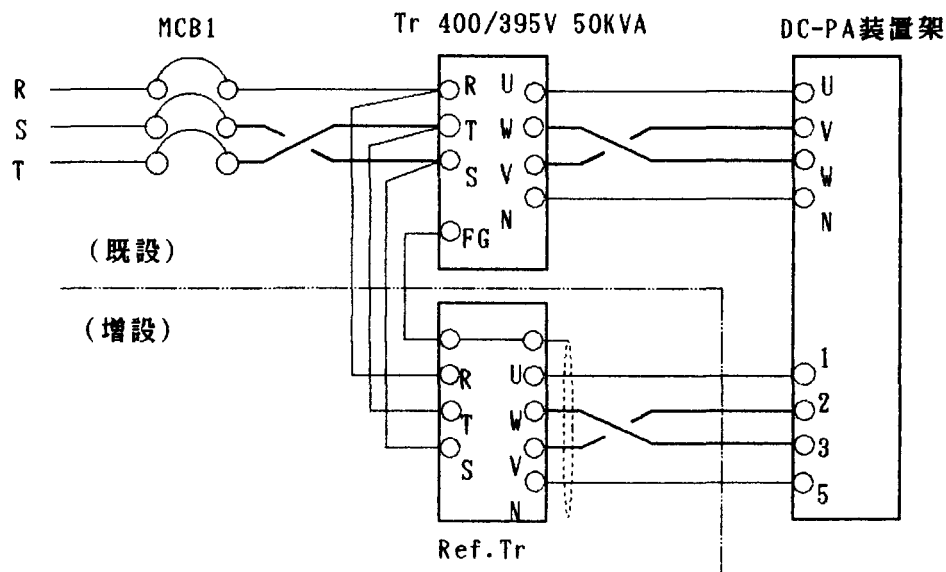 MCB1
Tr 400/395V 50KVA
DC-PA装置架
R
S
T
R
T
S
FG
U
W
V
N
U
V
W
N
(既設)
(増設)
R
T
S
U
W
V
N
1
2
3
5
Ref.Tr